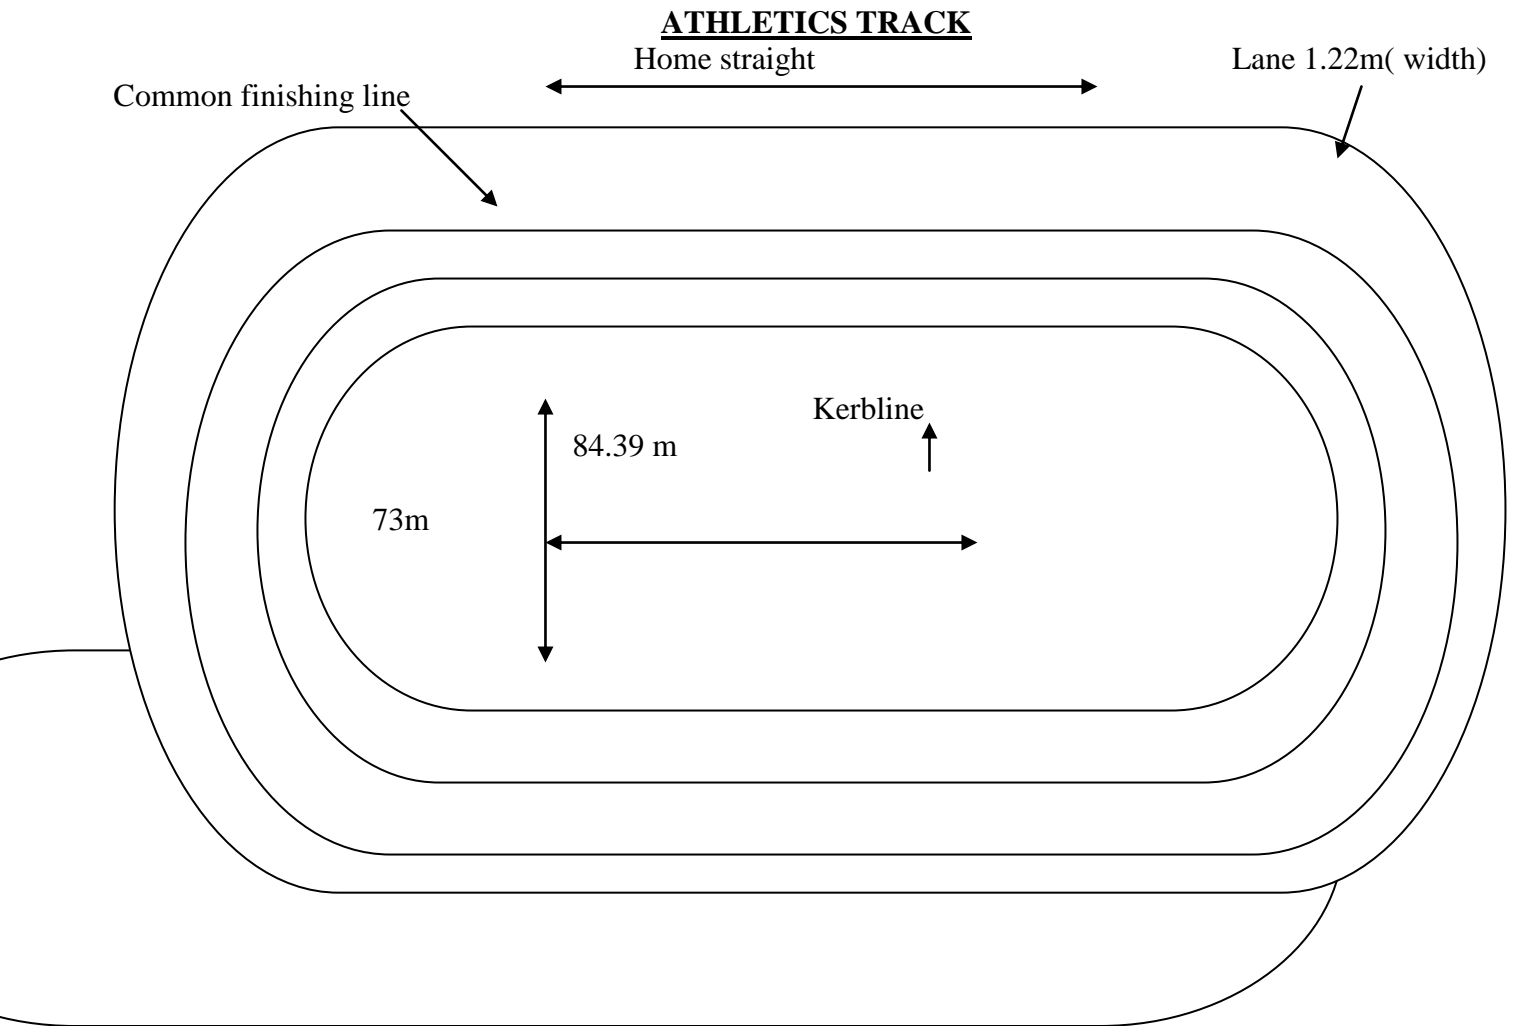 ATHLETICS TRACK
Home straight
Lane 1.22m( width)
Common finishing line
Kerbline
84.39 m
73m